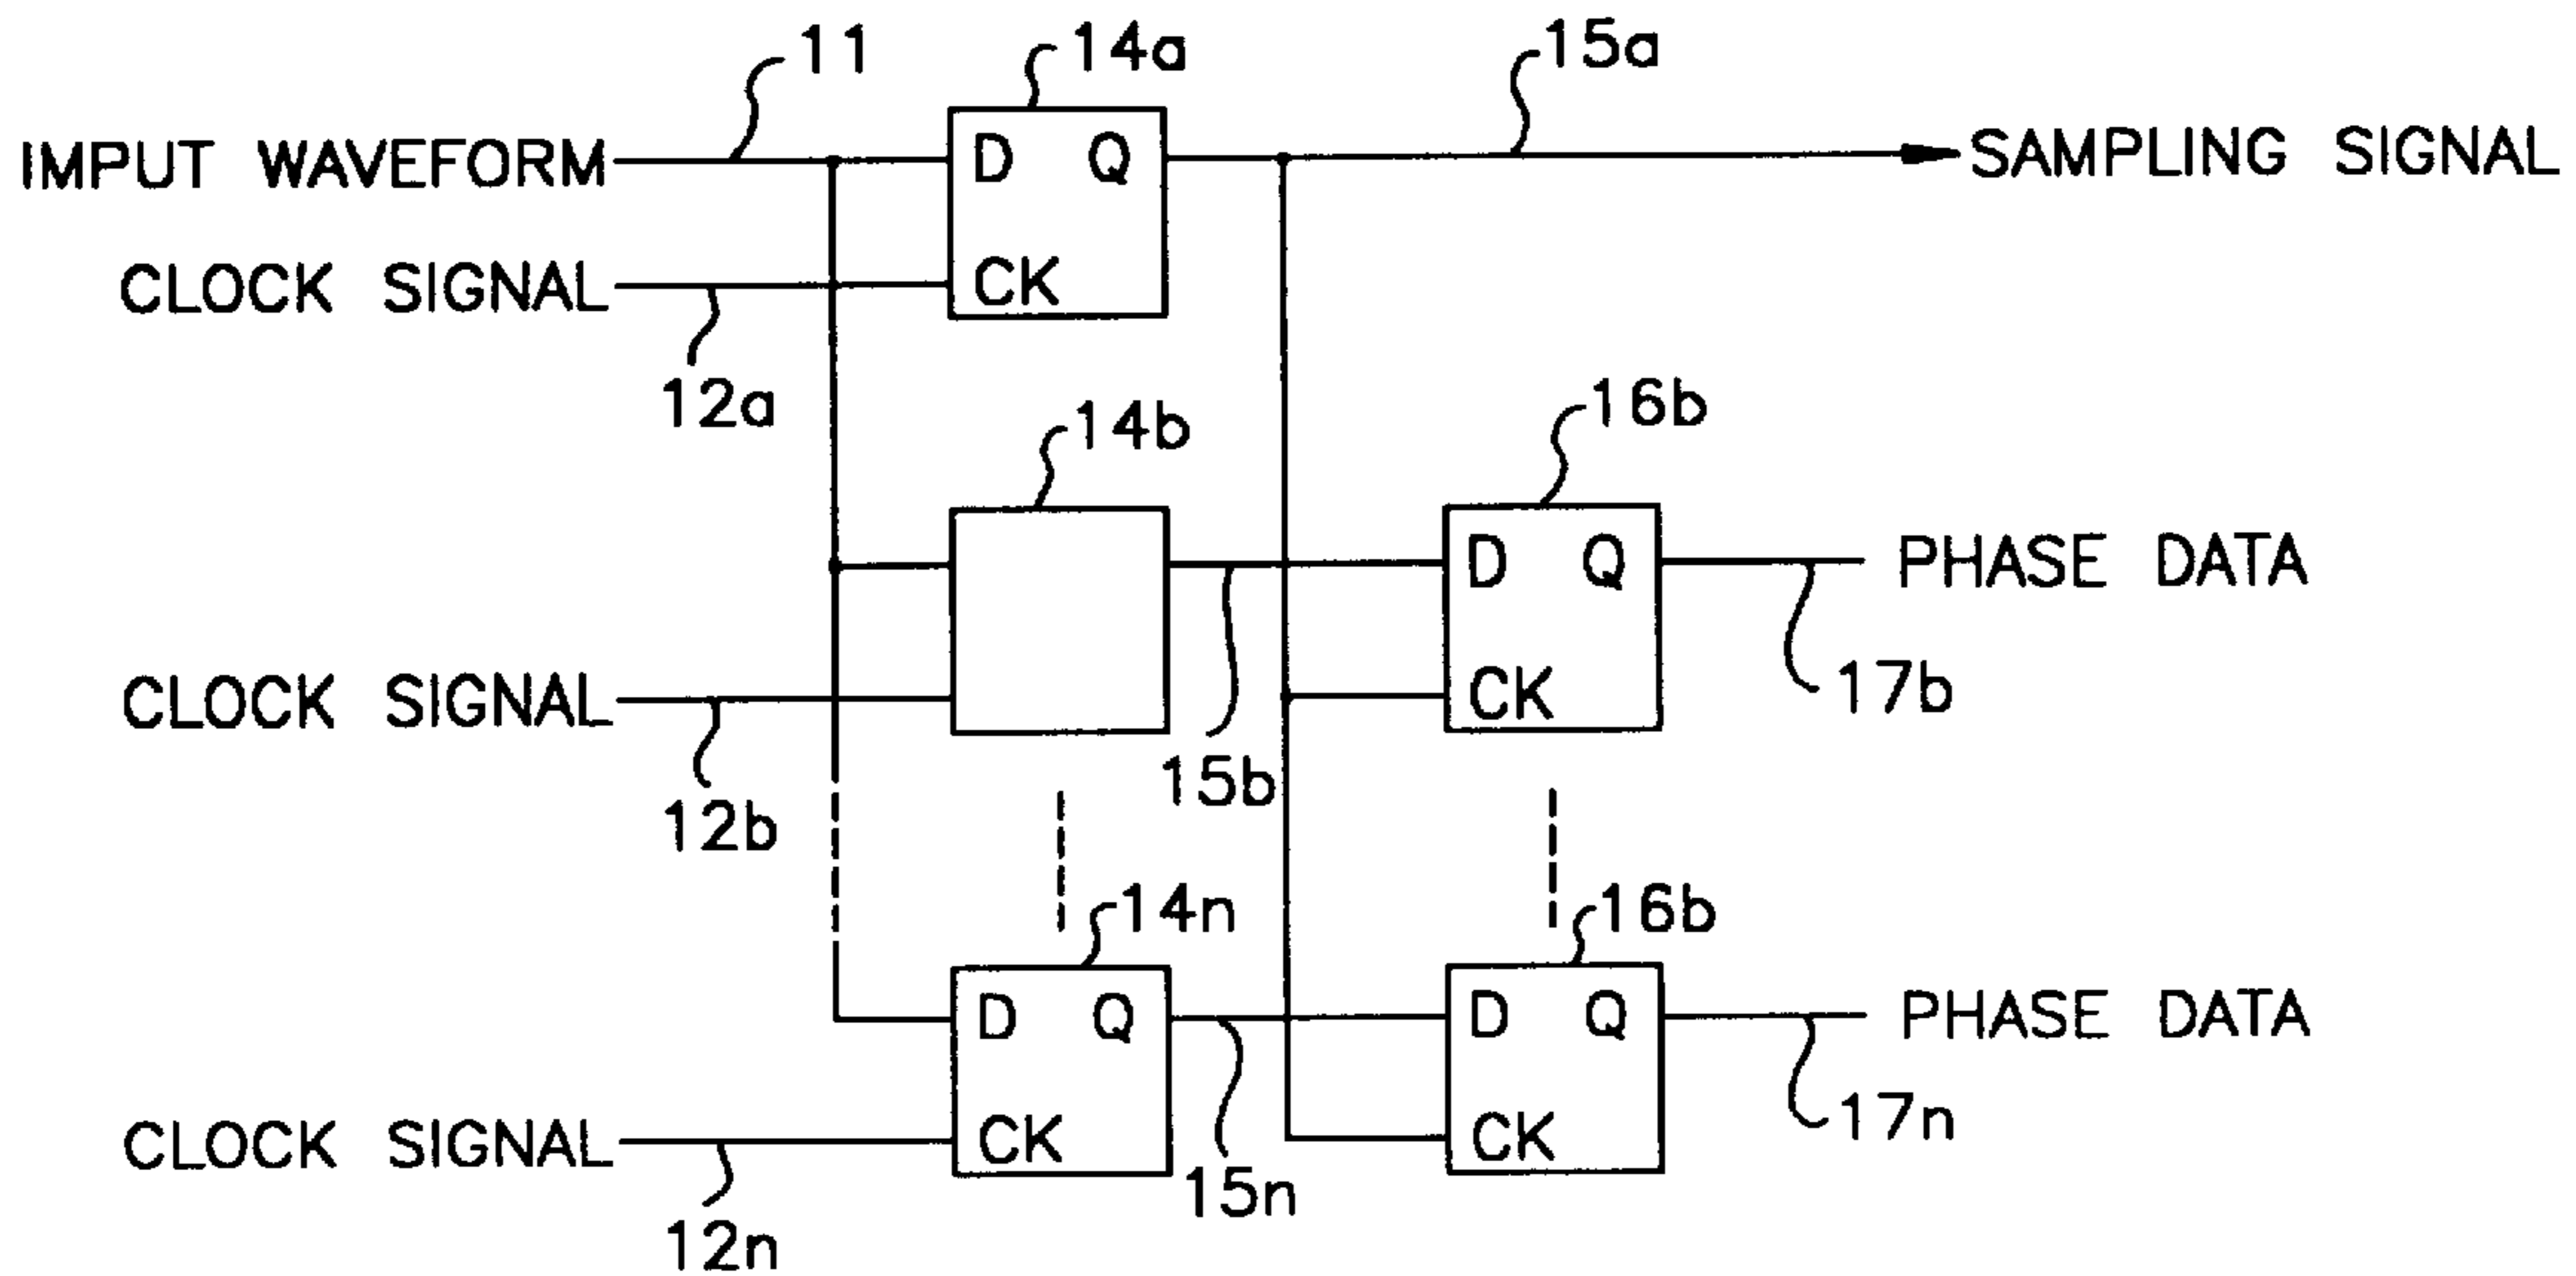 11
14a
15a
IMPUT WAVEFORM
D Q
SAMPLING SIGNAL
CLOCK SIGNAL
CK
12a
14b
16b
D Q
PHASE DATA
CLOCK SIGNAL
CK
17b
15b
12b
14n
16b
D Q
D Q
PHASE DATA
CLOCK SIGNAL
CK
CK
17n
15n
12n